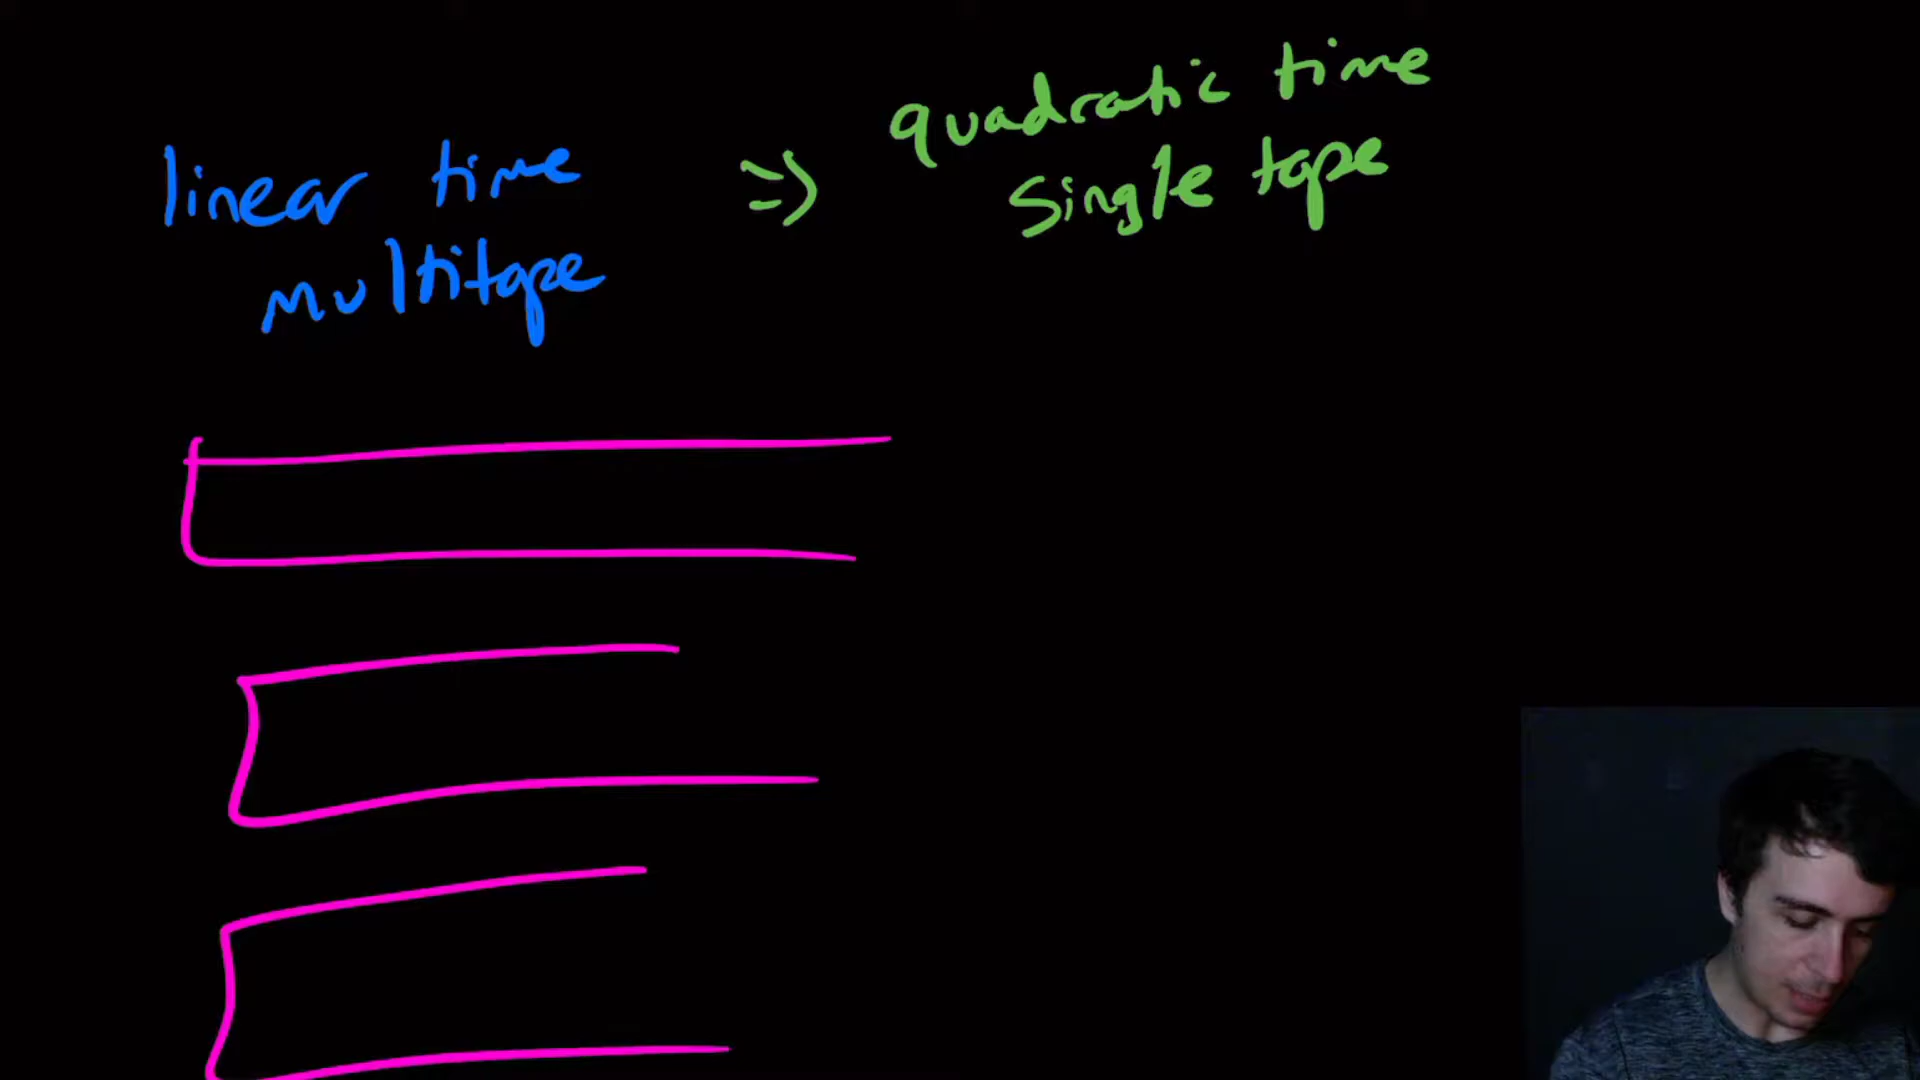 linear time
multitape
=>
quadratic time
single tape